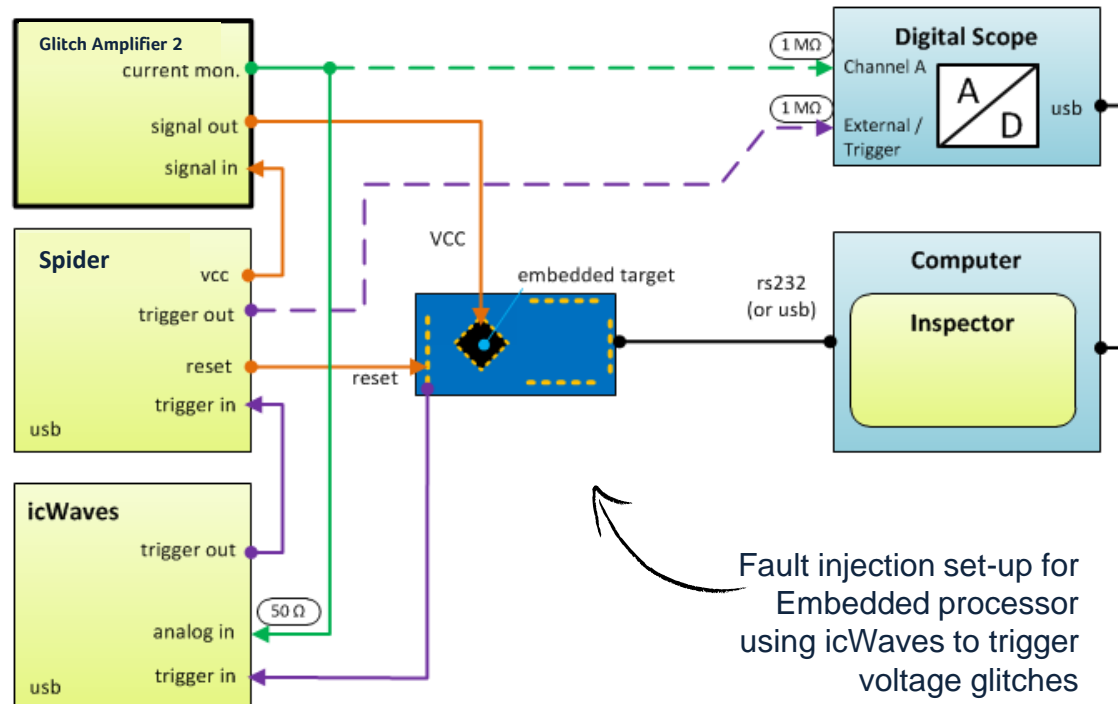 Glitch Amplifier 2
current mon.
signal out
signal in
Spider
vcc
trigger out
reset
trigger in
usb
icWaves
trigger out
analog in
trigger in
usb
50 Ω
VCC
embedded target
reset
rs232
(or usb)
1 MΩ
1 MΩ
Digital Scope
Channel A
External /
Trigger
A
D
usb
Computer
Inspector
Fault injection set-up for
Embedded processor
using icWaves to trigger
voltage glitches